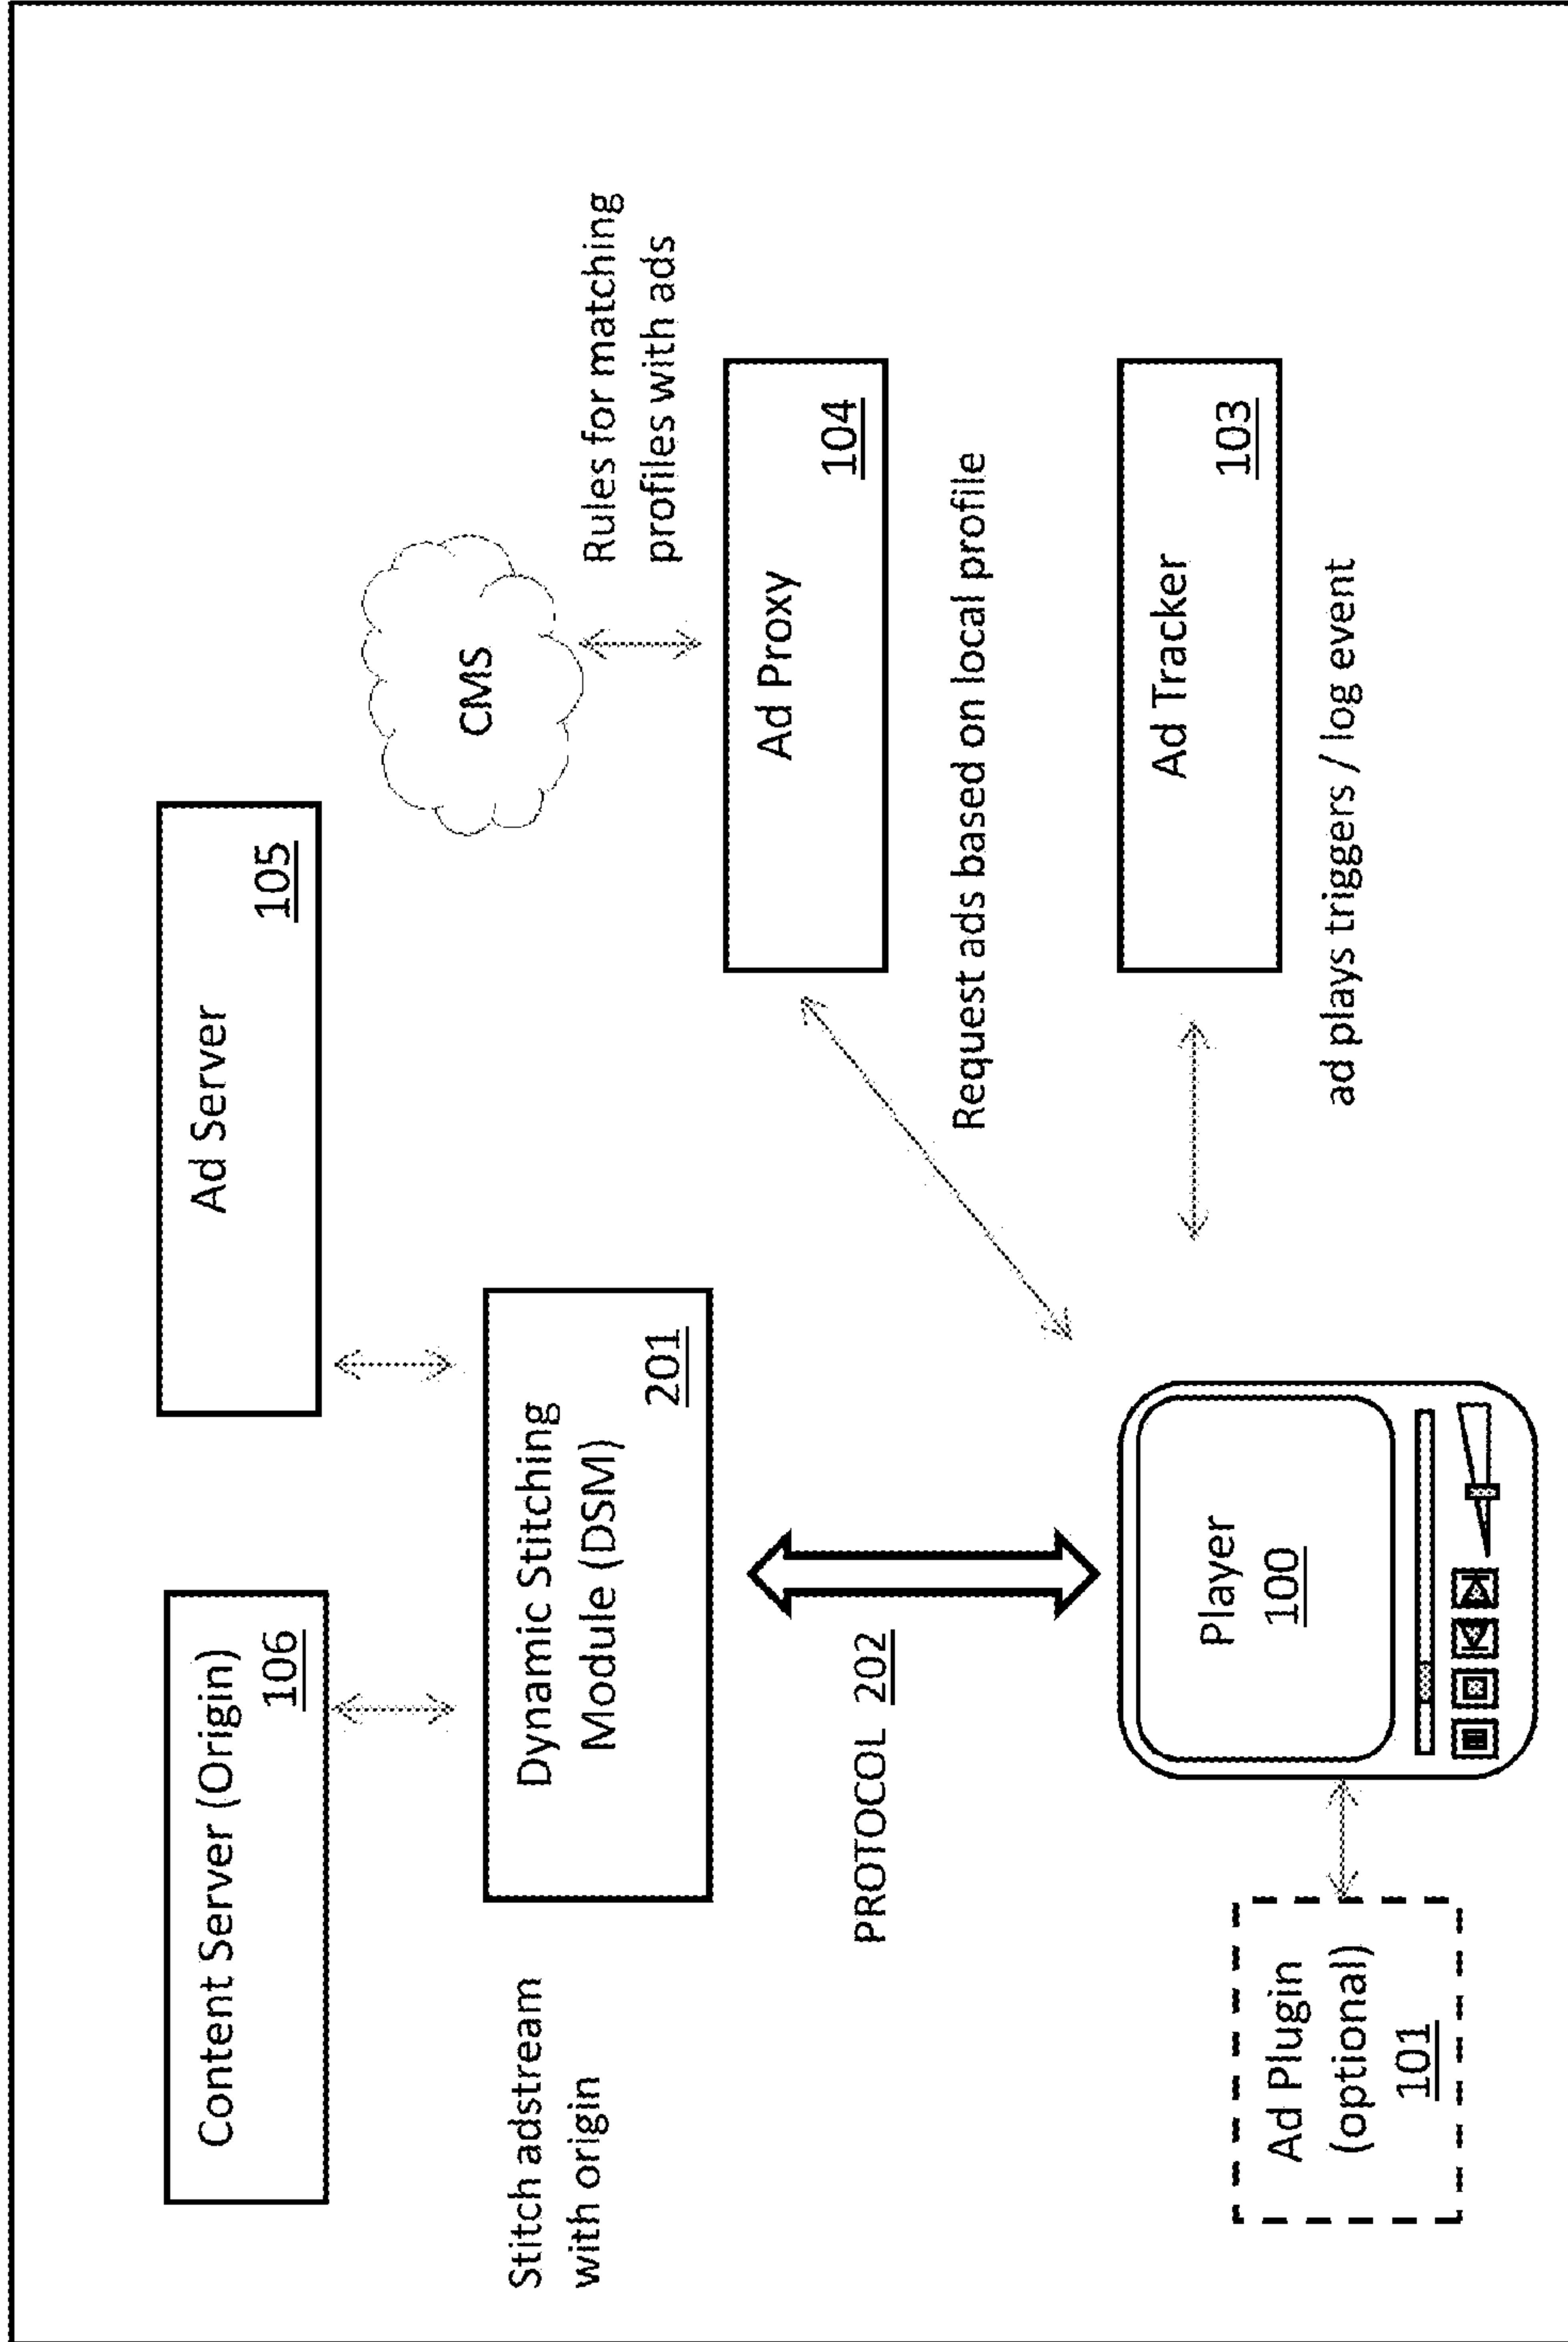 Content Server (Origin)
106
Ad Server
105
Stitch adstream
with origin
Dynamic Stitching
Module (DSM)
201
CMS
Rules for matching
profiles with ads
PROTOCOL 202
Ad Proxy
104
Request ads based on local profile
Ad Plugin
(optional)
101
Player
100
Ad Tracker
103
ad plays triggers / log event